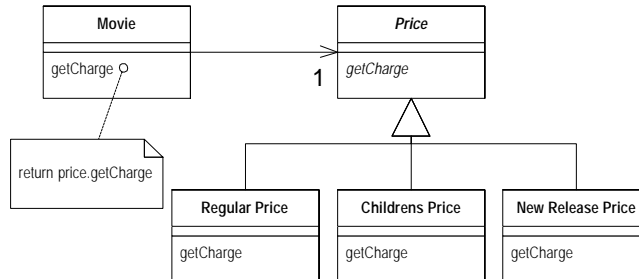 Movie
Price
getCharge
getCharge
1
return price.getCharge
Regular Price
Childrens Price
New Release Price
getCharge
getCharge
getCharge